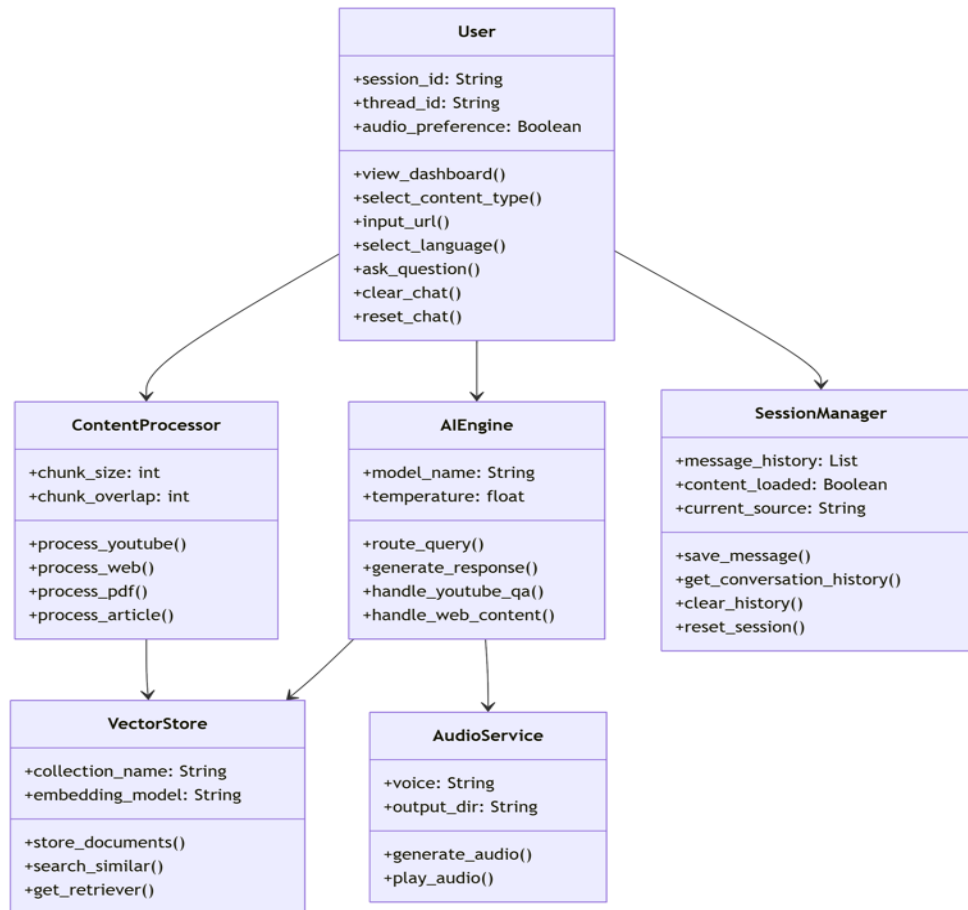 User
+session_id: String
+thread_id: String
+audio_preference: Boolean
+view_dashboard()
+select_content_type()
+input_url()
+select_language()
+ask_question()
+clear_chat()
+reset_chat()
ContentProcessor
+chunk_size: int
+chunk_overlap: int
+process_youtube()
+process_web()
+process_pdf()
+process_article()
AIEngine
+model_name: String
+temperature: float
+route_query()
+generate_response()
+handle_youtube_qa()
+handle_web_content()
SessionManager
+message_history: List
+content_loaded: Boolean
+current_source: String
+save_message()
+get_conversation_history()
+clear_history()
+reset_session()
VectorStore
+collection_name: String
+embedding_model: String
+store_documents()
+search_similar()
+get_retriever()
AudioService
+voice: String
+output_dir: String
+generate_audio()
+play_audio()